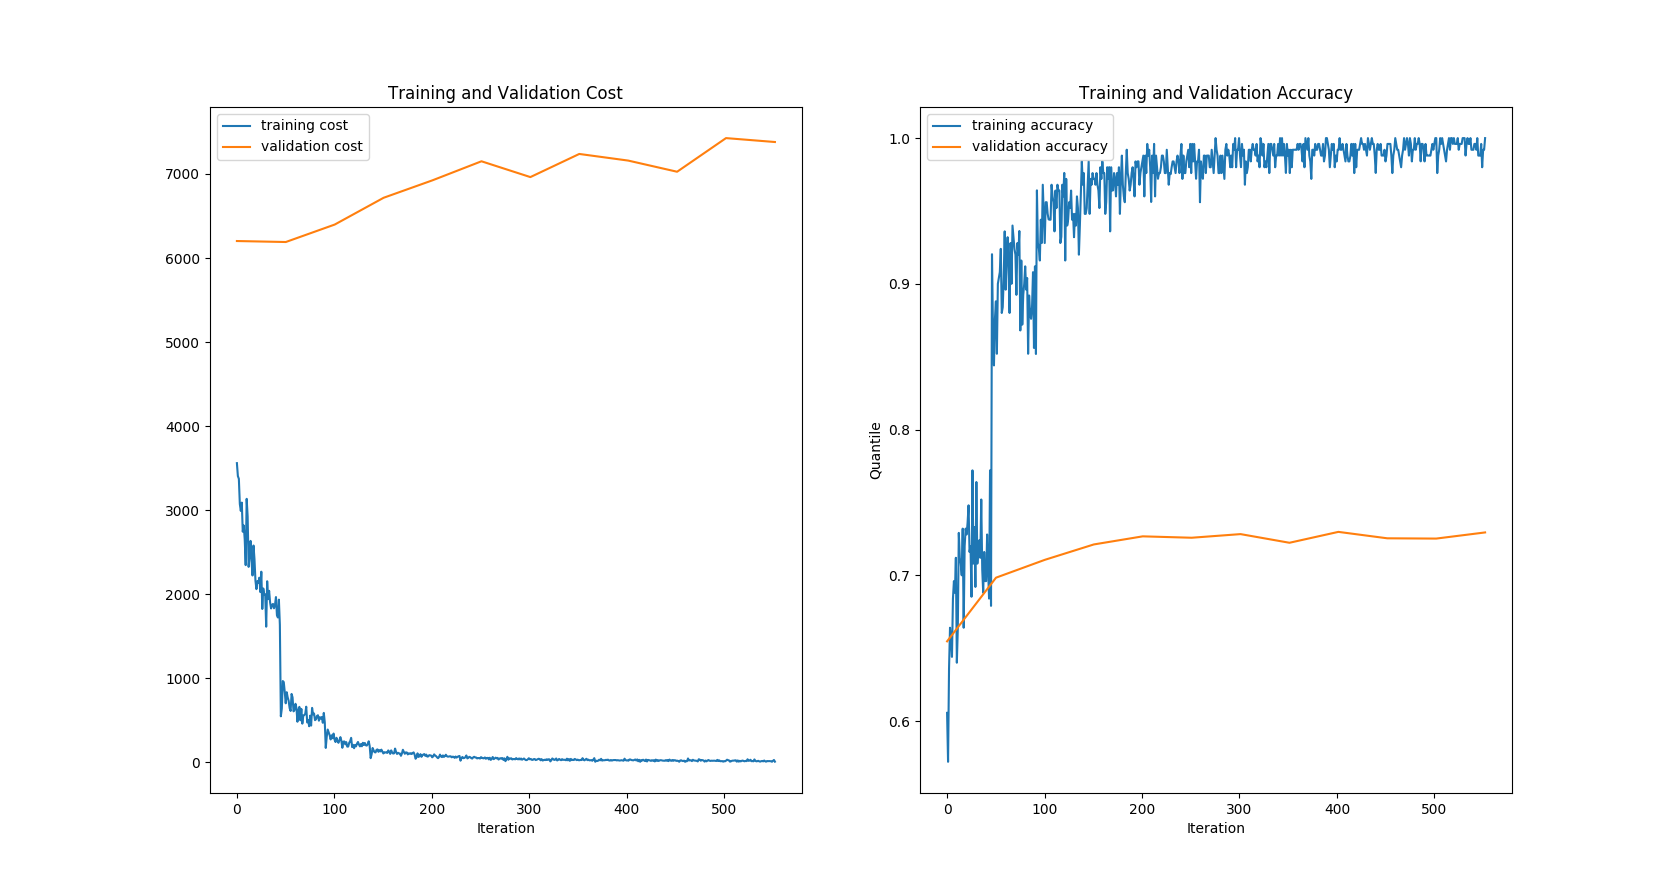 Training and Validation Cost
training cost
validation cost
7000
6000
5000
4000
3000
2000
1000
0
0 100 200 300 400 500
Iteration
Training and Validation Accuracy
training accuracy
validation accuracy
1.0
0.9
0.8
0.7
0.6
Quantile
0 100 200 300 400 500
Iteration